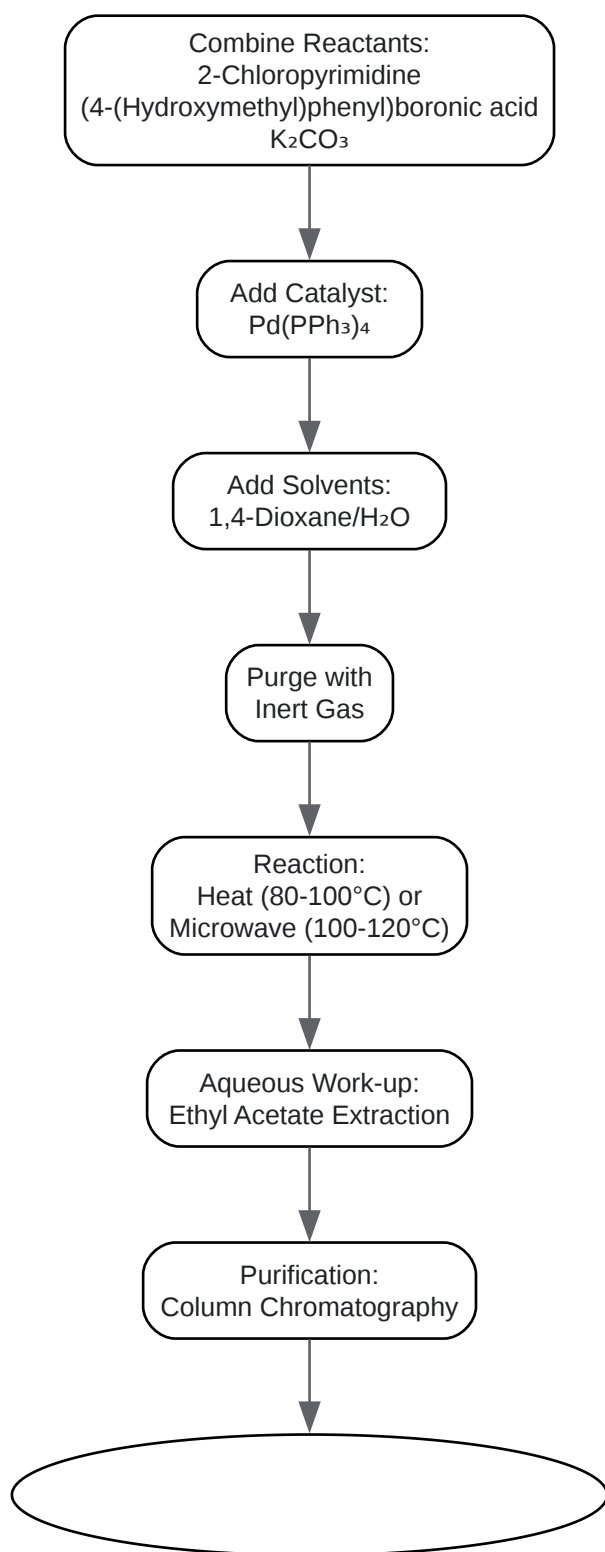 Combine Reactants:
2-Chloropyrimidine
(4-(Hydroxymethyl)phenyl)boronic acid
K₂CO₃
Add Catalyst:
Pd(PPh₃)₄
Add Solvents:
1,4-Dioxane/H₂O
Purge with
Inert Gas
Reaction:
Heat (80-100°C) or
Microwave (100-120°C)
Aqueous Work-up:
Ethyl Acetate Extraction
Purification:
Column Chromatography